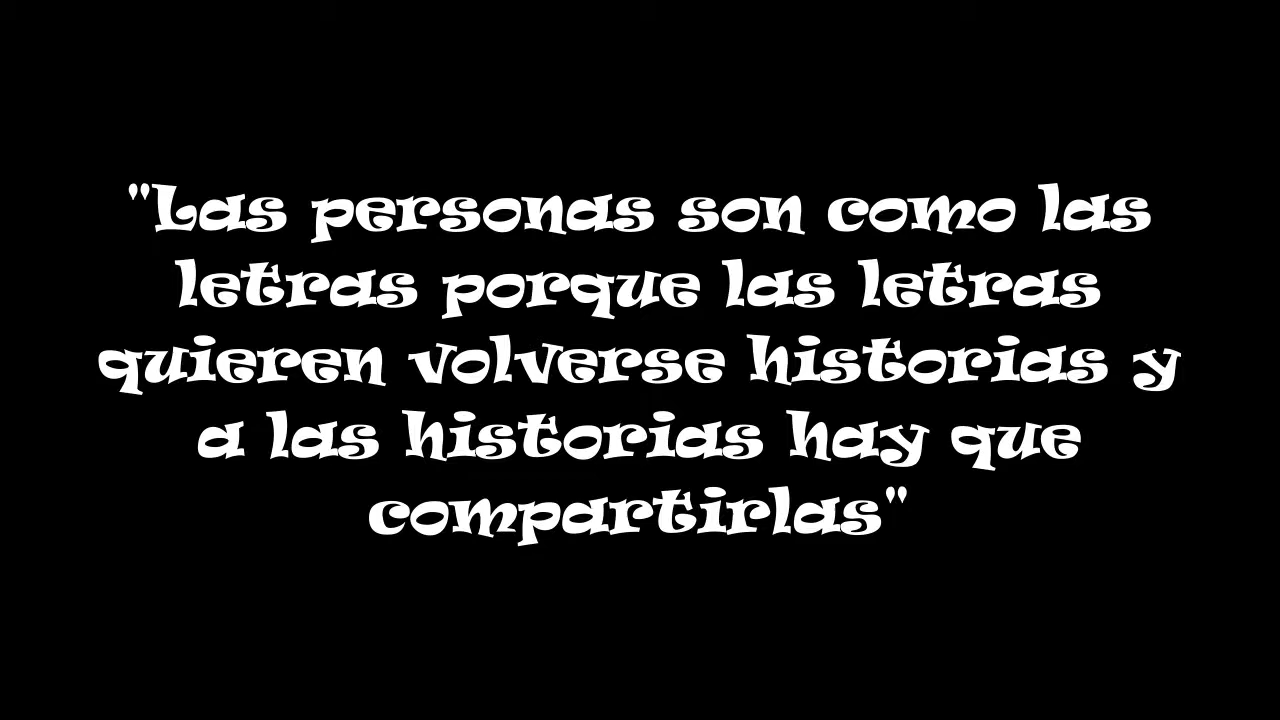 "Las personas son como las
letras porque las letras
quieren volverse historias y
a las historias hay que
compartirlas"